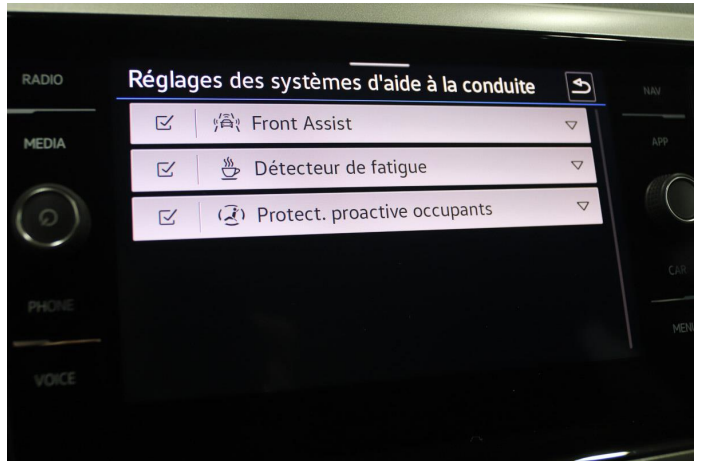 RADIO
MEDIA
PHONE
VOICE
Réglages des systèmes d'aide à la conduite
Front Assist
Détecteur de fatigue
Protect. proactive occupants
NAV
APP
CAR
MENU